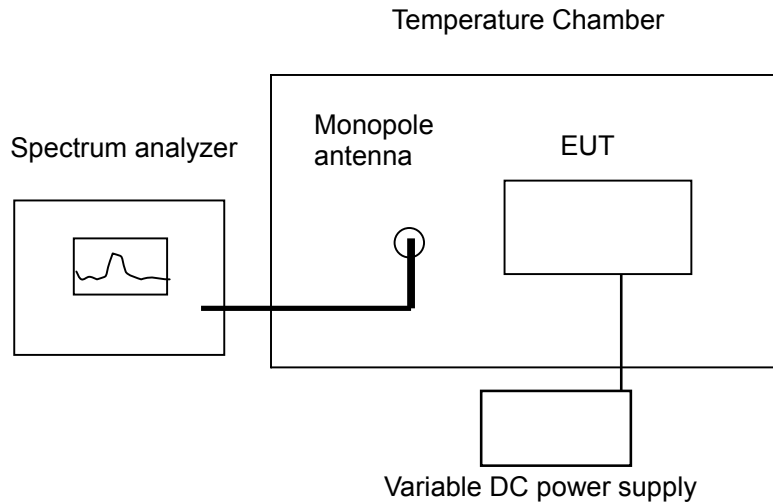 Temperature Chamber
Monopole
antenna
EUT
Spectrum analyzer
Variable DC power supply